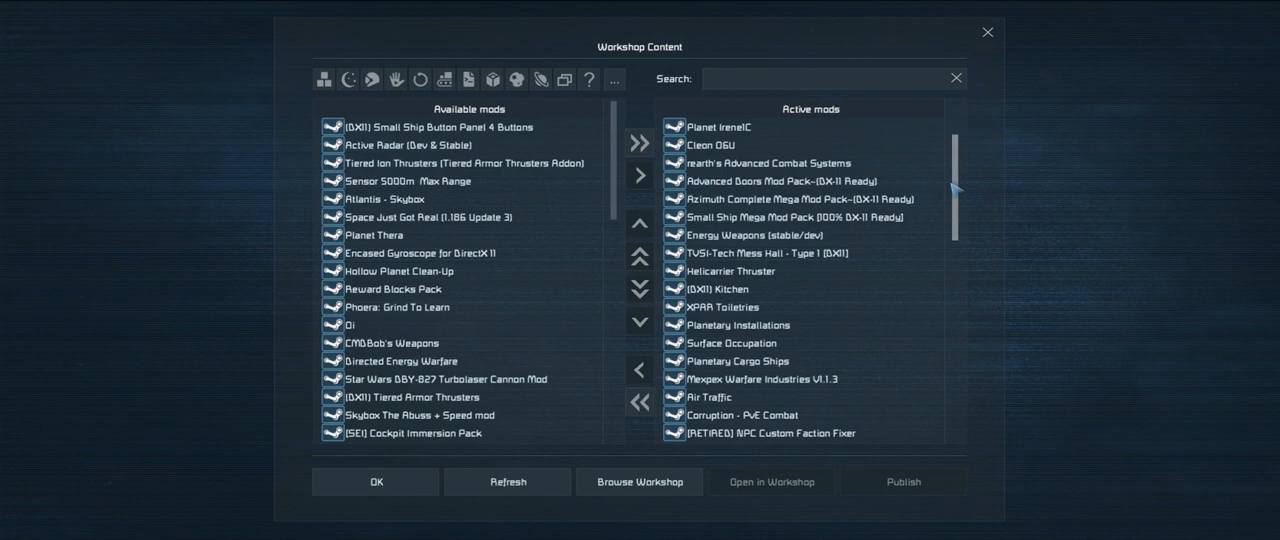 Workshop Content
? ... Search:
Available mods
(DX11) Small Ship Button Panel 4 Buttons
Active Radar (Dev & Stable)
Tiered Ion Thrusters (Tiered Armor Thrusters Addon)
Sensor 5000m Max Range
Atlantis - Skybox
Space Just Got Real (1.186 Update 3)
Planet Thera
Encased Gyroscope for DirectX 11
Hollow Planet Clean-Up
Reward Blocks Pack
Phoera: Grind To Learn
Oi
CMDBob's Weapons
Directed Energy Warfare
Star Wars DBY-827 Turbolaser Cannon Mod
(DX11) Tiered Armor Thrusters
Skybox The Abuss + Speed mod
[SEI] Cockpit Immersion Pack
Active mods
Planet Irene1C
Clean O6U
rearth's Advanced Combat Systems
Advanced Doors Mod Pack~(DX-11 Ready)
Azimuth Complete Mega Mod Pack~(DX-11 Ready)
Small Ship Mega Mod Pack [100% DX-11 Ready]
Energy Weapons (stable/dev)
TVSI-Tech Mess Hall - Type 1 [DX11]
Helicarrier Thruster
(DX11) Kitchen
XPAR Toiletries
Planetary Installations
Surface Occupation
Planetary Cargo Ships
Mexpex Warfare Industries V1.1.3
Air Traffic
Corruption - PvE Combat
[RETIRED] NPC Custom Faction Fixer
OK
Refresh
Browse Workshop
Open in Workshop
Publish